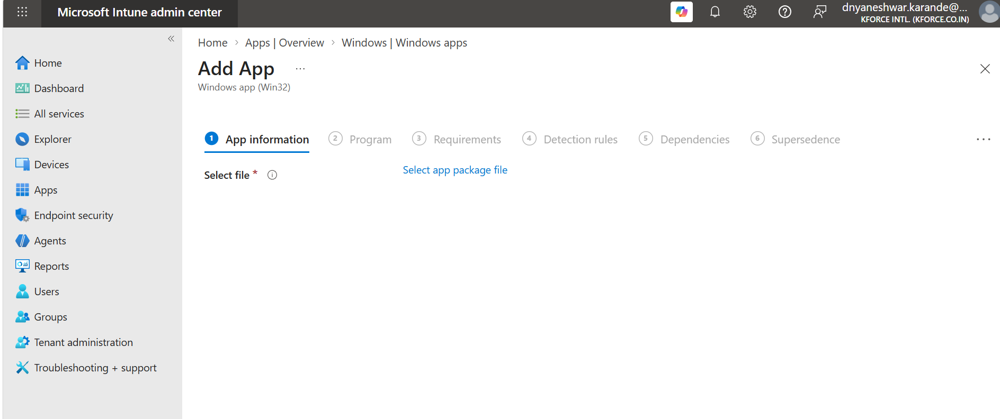 Microsoft Intune admin center
dnyaneshwar.karande@...
KFORCE INTL. (KFORCE.CO.IN)
Home
Dashboard
All services
Explorer
Devices
Apps
Endpoint security
Agents
Reports
Users
Groups
Tenant administration
Troubleshooting + support
Home > Apps | Overview > Windows | Windows apps
Add App ...
Windows app (Win32)
1 App information 2 Program 3 Requirements 4 Detection rules 5 Dependencies 6 Supersedence ...
Select file * Select app package file